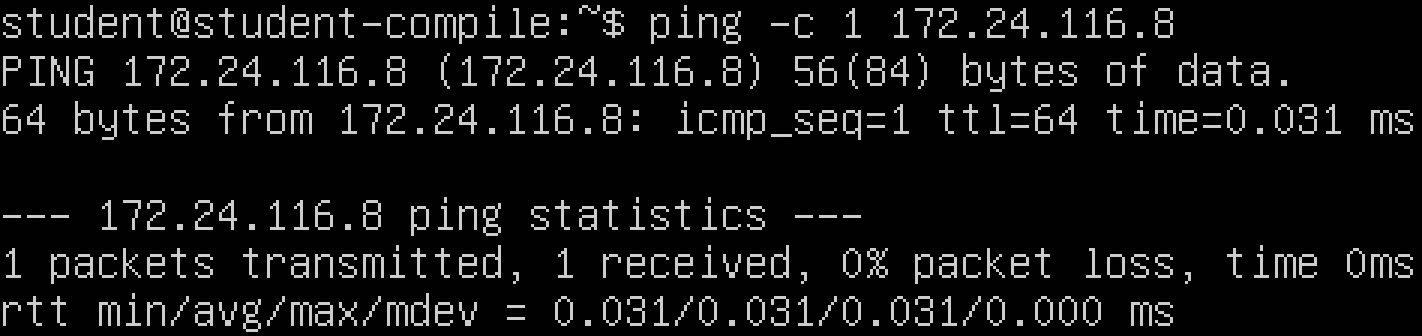 student@student-compile:~$ ping -c 1 172.24.116.8
PING 172.24.116.8 (172.24.116.8) 56(84) bytes of data.
64 bytes from 172.24.116.8: icmp_seq=1 ttl=64 time=0.031 ms
--- 172.24.116.8 ping statistics ---
1 packets transmitted, 1 received, 0% packet loss, time 0ms
rtt min/avg/max/mdev = 0.031/0.031/0.031/0.000 ms